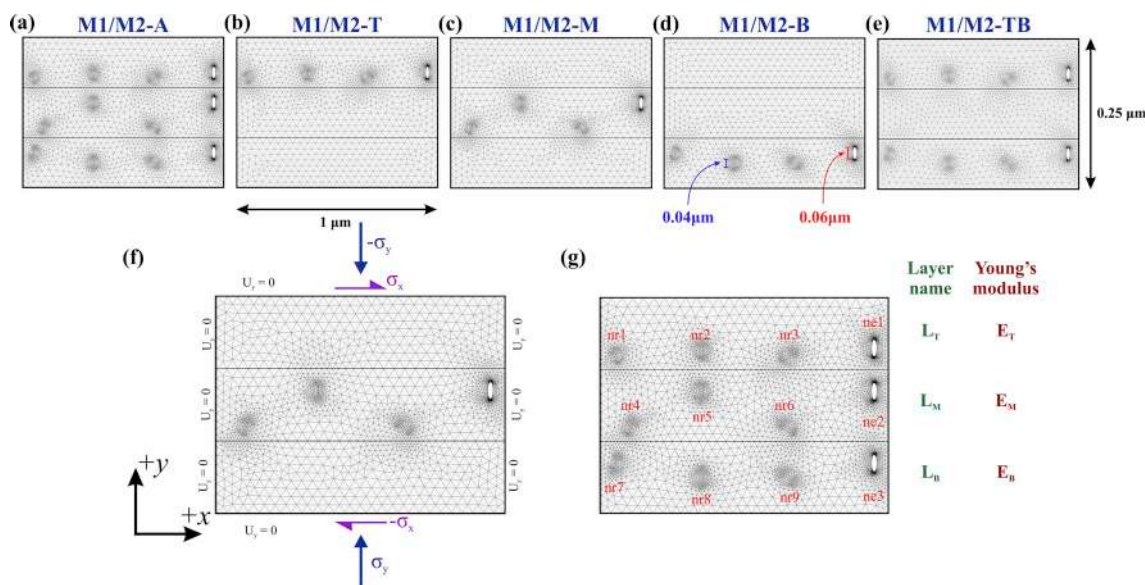 (a) M1/M2-A
(b) M1/M2-T
(c) M1/M2-M
(d) M1/M2-B
(e) M1/M2-TB
0.25 μm
0.04μm
0.06μm
1 μm
-σy
(f)
σx
Uy = 0
Ux = 0
Ux = 0
Ux = 0
Ux = 0
Ux = 0
Ux = 0
+y
+x
Uy = 0
-σx
σy
(g)
Layer name
Young's modulus
nr1 nr2 nr3 ne1
LT ET
nr4 nr5 nr6 ne2
LM EM
nr7 nr8 nr9 ne3
LB EB